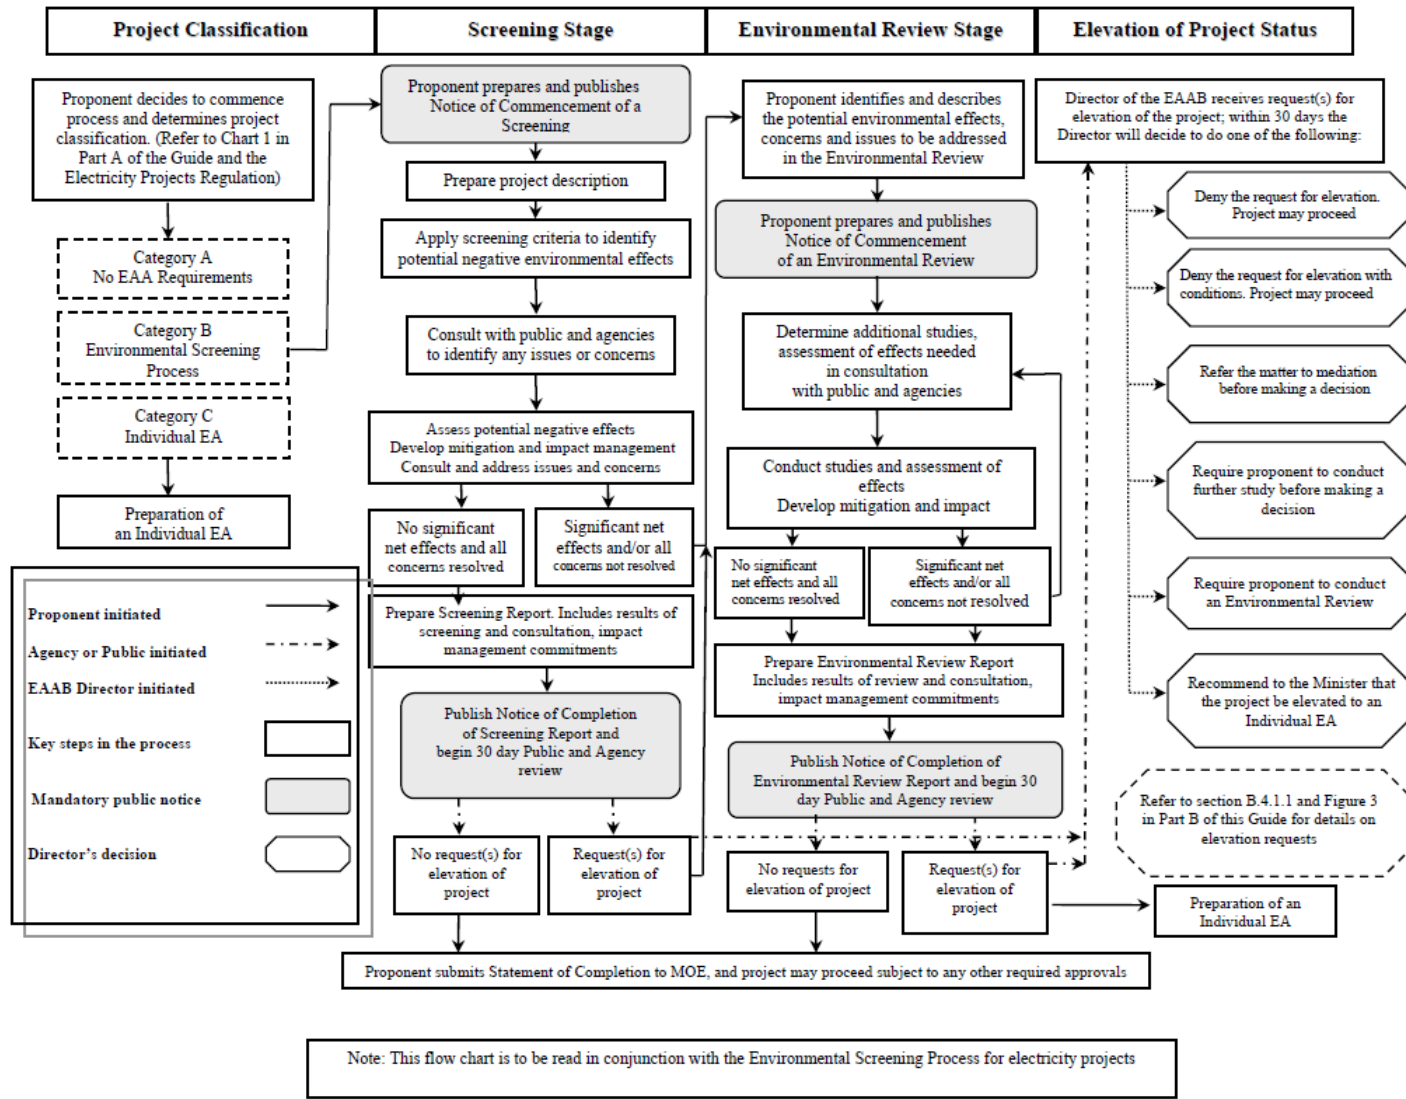 Project Classification
Screening Stage
Environmental Review Stage
Elevation of Project Status
Proponent decides to commence
process and determines project
classification. (Refer to Chart 1 in
Part A of the Guide and the
Electricity Projects Regulation)
Category A
No EAA Requirements
Category B
Environmental Screening
Process
Category C
Individual EA
Preparation of
an Individual EA
Proponent initiated
Agency or Public initiated
EAAB Director initiated
Key steps in the process
Mandatory public notice
Director's decision
Proponent prepares and publishes
Notice of Commencement of a
Screening
Prepare project description
Apply screening criteria to identify
potential negative environmental effects
Consult with public and agencies
to identify any issues or concerns
Assess potential negative effects
Develop mitigation and impact management
Consult and address issues and concerns
No significant
net effects and all
concerns resolved
Significant net
effects and/or all
concerns not resolved
Prepare Screening Report. Includes results of
screening and consultation, impact
management commitments
Publish Notice of Completion
of Screening Report and
begin 30 day Public and Agency
review
No request(s) for
elevation of
project
Request(s) for
elevation of
project
Proponent identifies and describes
the potential environmental effects,
concerns and issues to be addressed
in the Environmental Review
Proponent prepares and publishes
Notice of Commencement
of an Environmental Review
Determine additional studies,
assessment of effects needed
in consultation
with public and agencies
Conduct studies and assessment of
effects
Develop mitigation and impact
No significant
net effects and all
concerns resolved
Significant net
effects and/or all
concerns not resolved
Prepare Environmental Review Report
Includes results of review and consultation,
impact management commitments
Publish Notice of Completion of
Environmental Review Report and begin 30
day Public and Agency review
No requests for
elevation of project
Request(s) for
elevation of
project
Director of the EAAB receives request(s) for
elevation of the project; within 30 days the
Director will decide to do one of the following:
Deny the request for elevation.
Project may proceed
Deny the request for elevation with
conditions. Project may proceed
Refer the matter to mediation
before making a decision
Require proponent to conduct
further study before making a
decision
Require proponent to conduct
an Environmental Review
Recommend to the Minister that
the project be elevated to an
Individual EA
Refer to section B.4.1.1 and Figure 3
in Part B of this Guide for details on
elevation requests
Preparation of an
Individual EA
Proponent submits Statement of Completion to MOE, and project may proceed subject to any other required approvals
Note: This flow chart is to be read in conjunction with the Environmental Screening Process for electricity projects